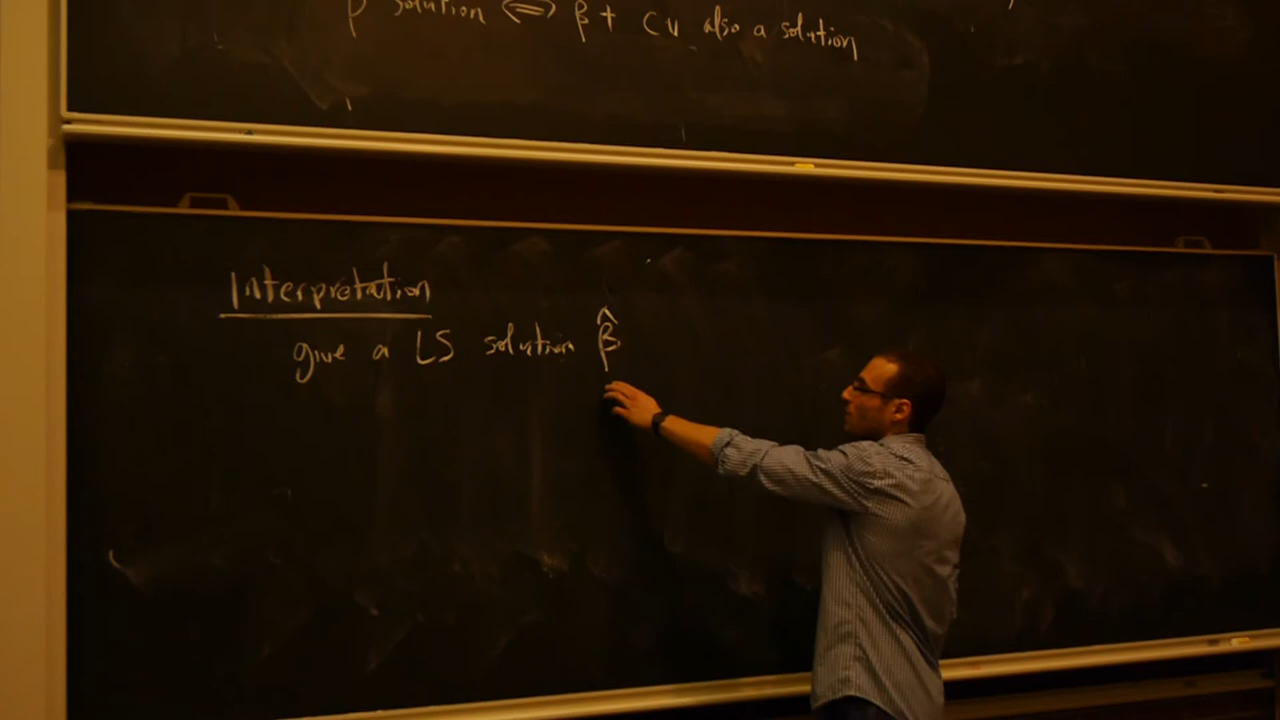 β solution ⟺ β + cv also a solution
Interpretation
give a LS solution β̂